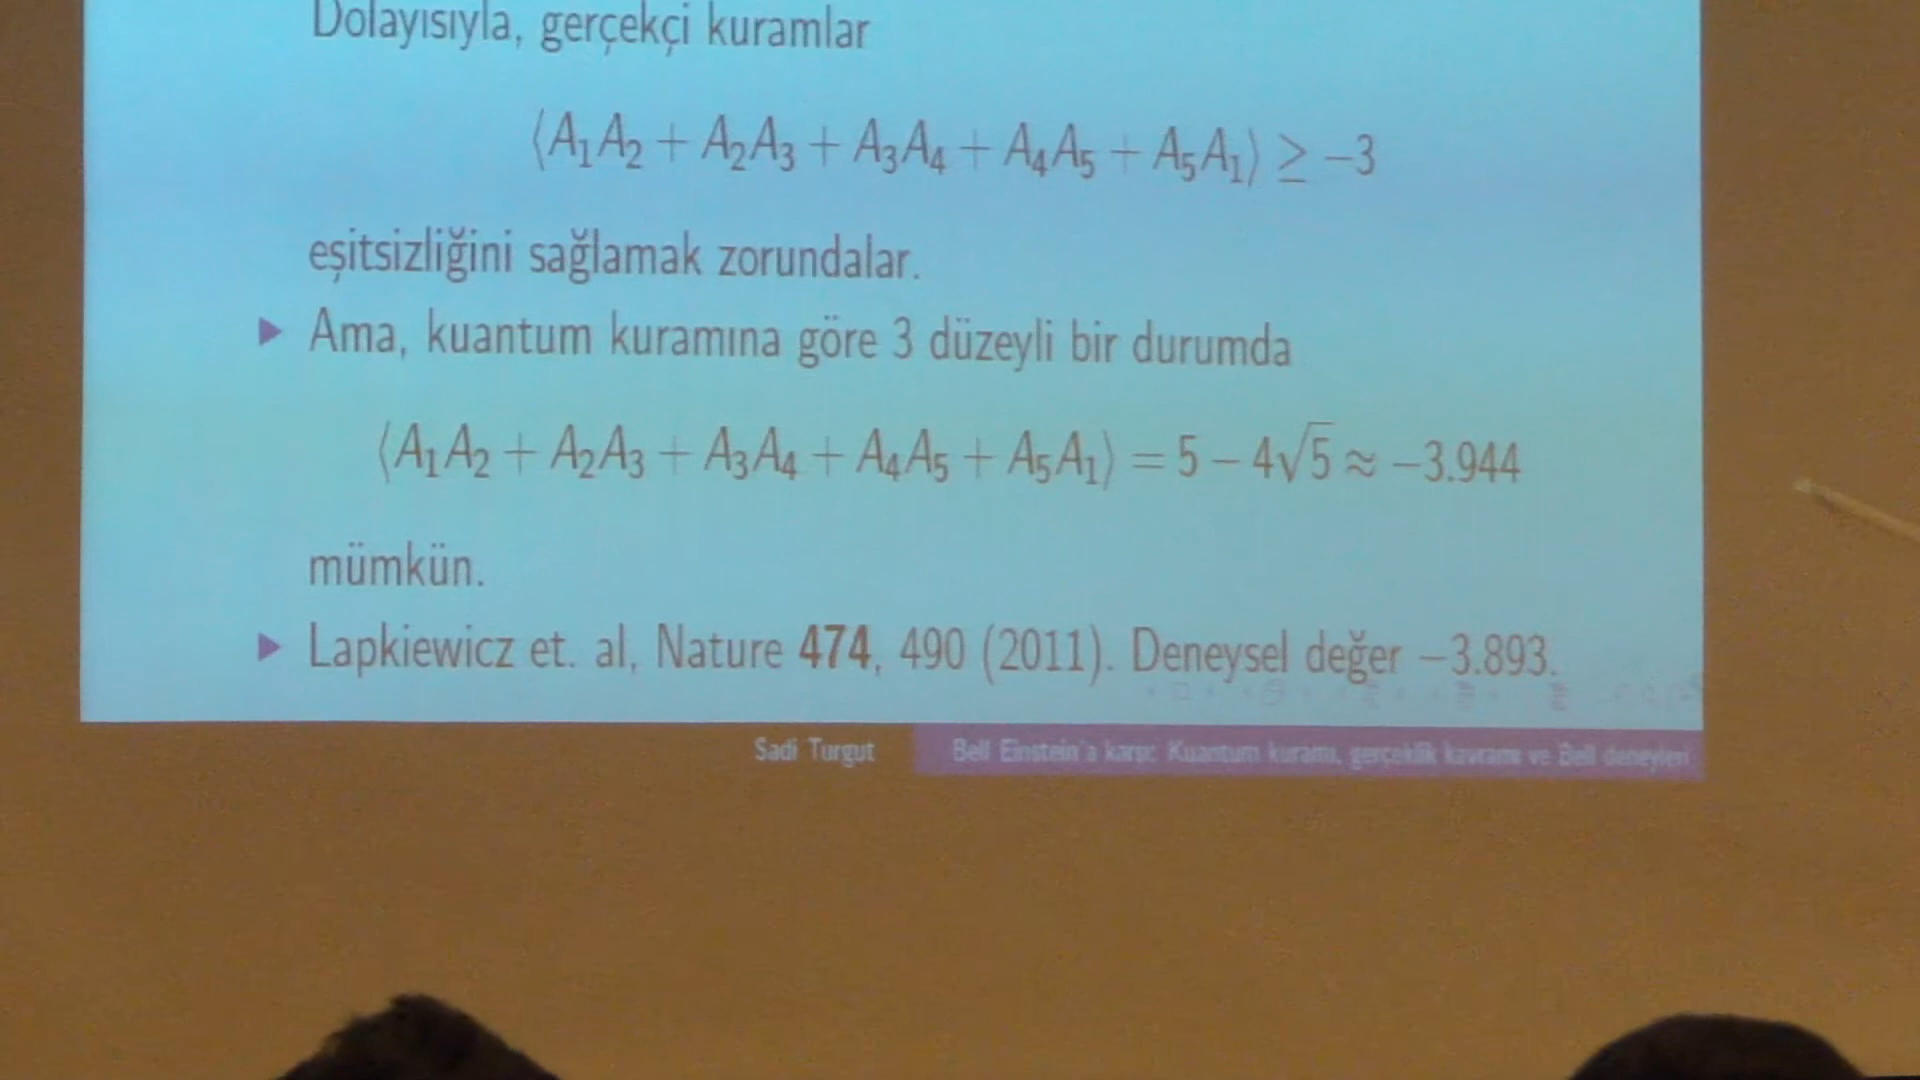 Dolayısıyla, gerçekçi kuramlar
⟨A₁A₂ + A₂A₃ + A₃A₄ + A₄A₅ + A₅A₁⟩ ≥ −3
eşitsizliğini sağlamak zorundalar.
▶ Ama, kuantum kuramına göre 3 düzeyli bir durumda
⟨A₁A₂ + A₂A₃ + A₃A₄ + A₄A₅ + A₅A₁⟩ = 5 − 4√5 ≈ −3.944
mümkün.
▶ Lapkiewicz et. al, Nature 474, 490 (2011). Deneysel değer −3.893.
Sadi Turgut Bell Einstein'a karşı: Kuantum kuramı, gerçeklik kavramı ve Bell deneyleri